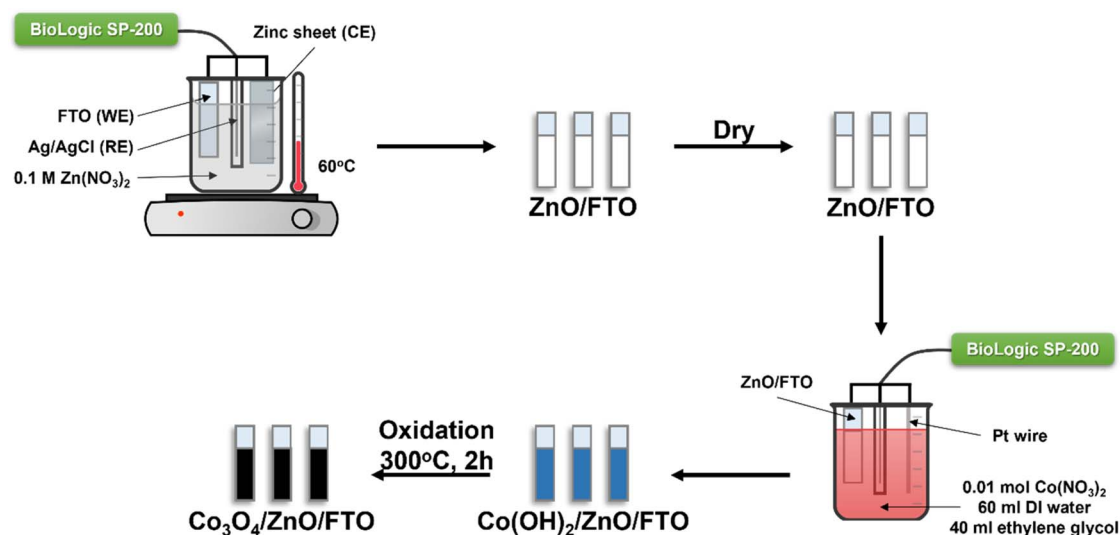 BioLogic SP-200
Zinc sheet (CE)
FTO (WE)
Ag/AgCl (RE)
0.1 M Zn(NO₃)₂
60°C
ZnO/FTO
Dry
ZnO/FTO
BioLogic SP-200
ZnO/FTO
Pt wire
0.01 mol Co(NO₃)₂
60 ml DI water
40 ml ethylene glycol
Co(OH)₂/ZnO/FTO
Oxidation
300°C, 2h
Co₃O₄/ZnO/FTO